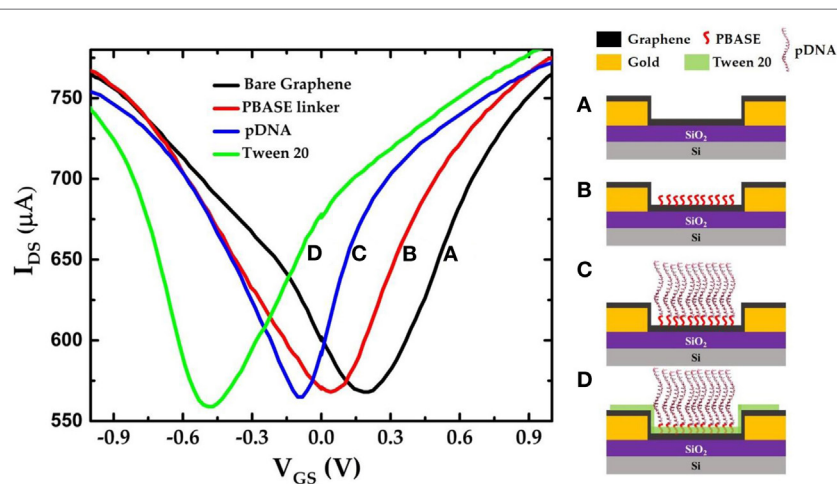 Bare Graphene
PBASE linker
pDNA
Tween 20
750
700
650
600
550
I_DS (μA)
D C B A
-0.9 -0.6 -0.3 0.0 0.3 0.6 0.9
V_GS (V)
Graphene PBASE pDNA
Gold Tween 20
A
SiO₂
Si
B
SiO₂
Si
C
SiO₂
Si
D
SiO₂
Si